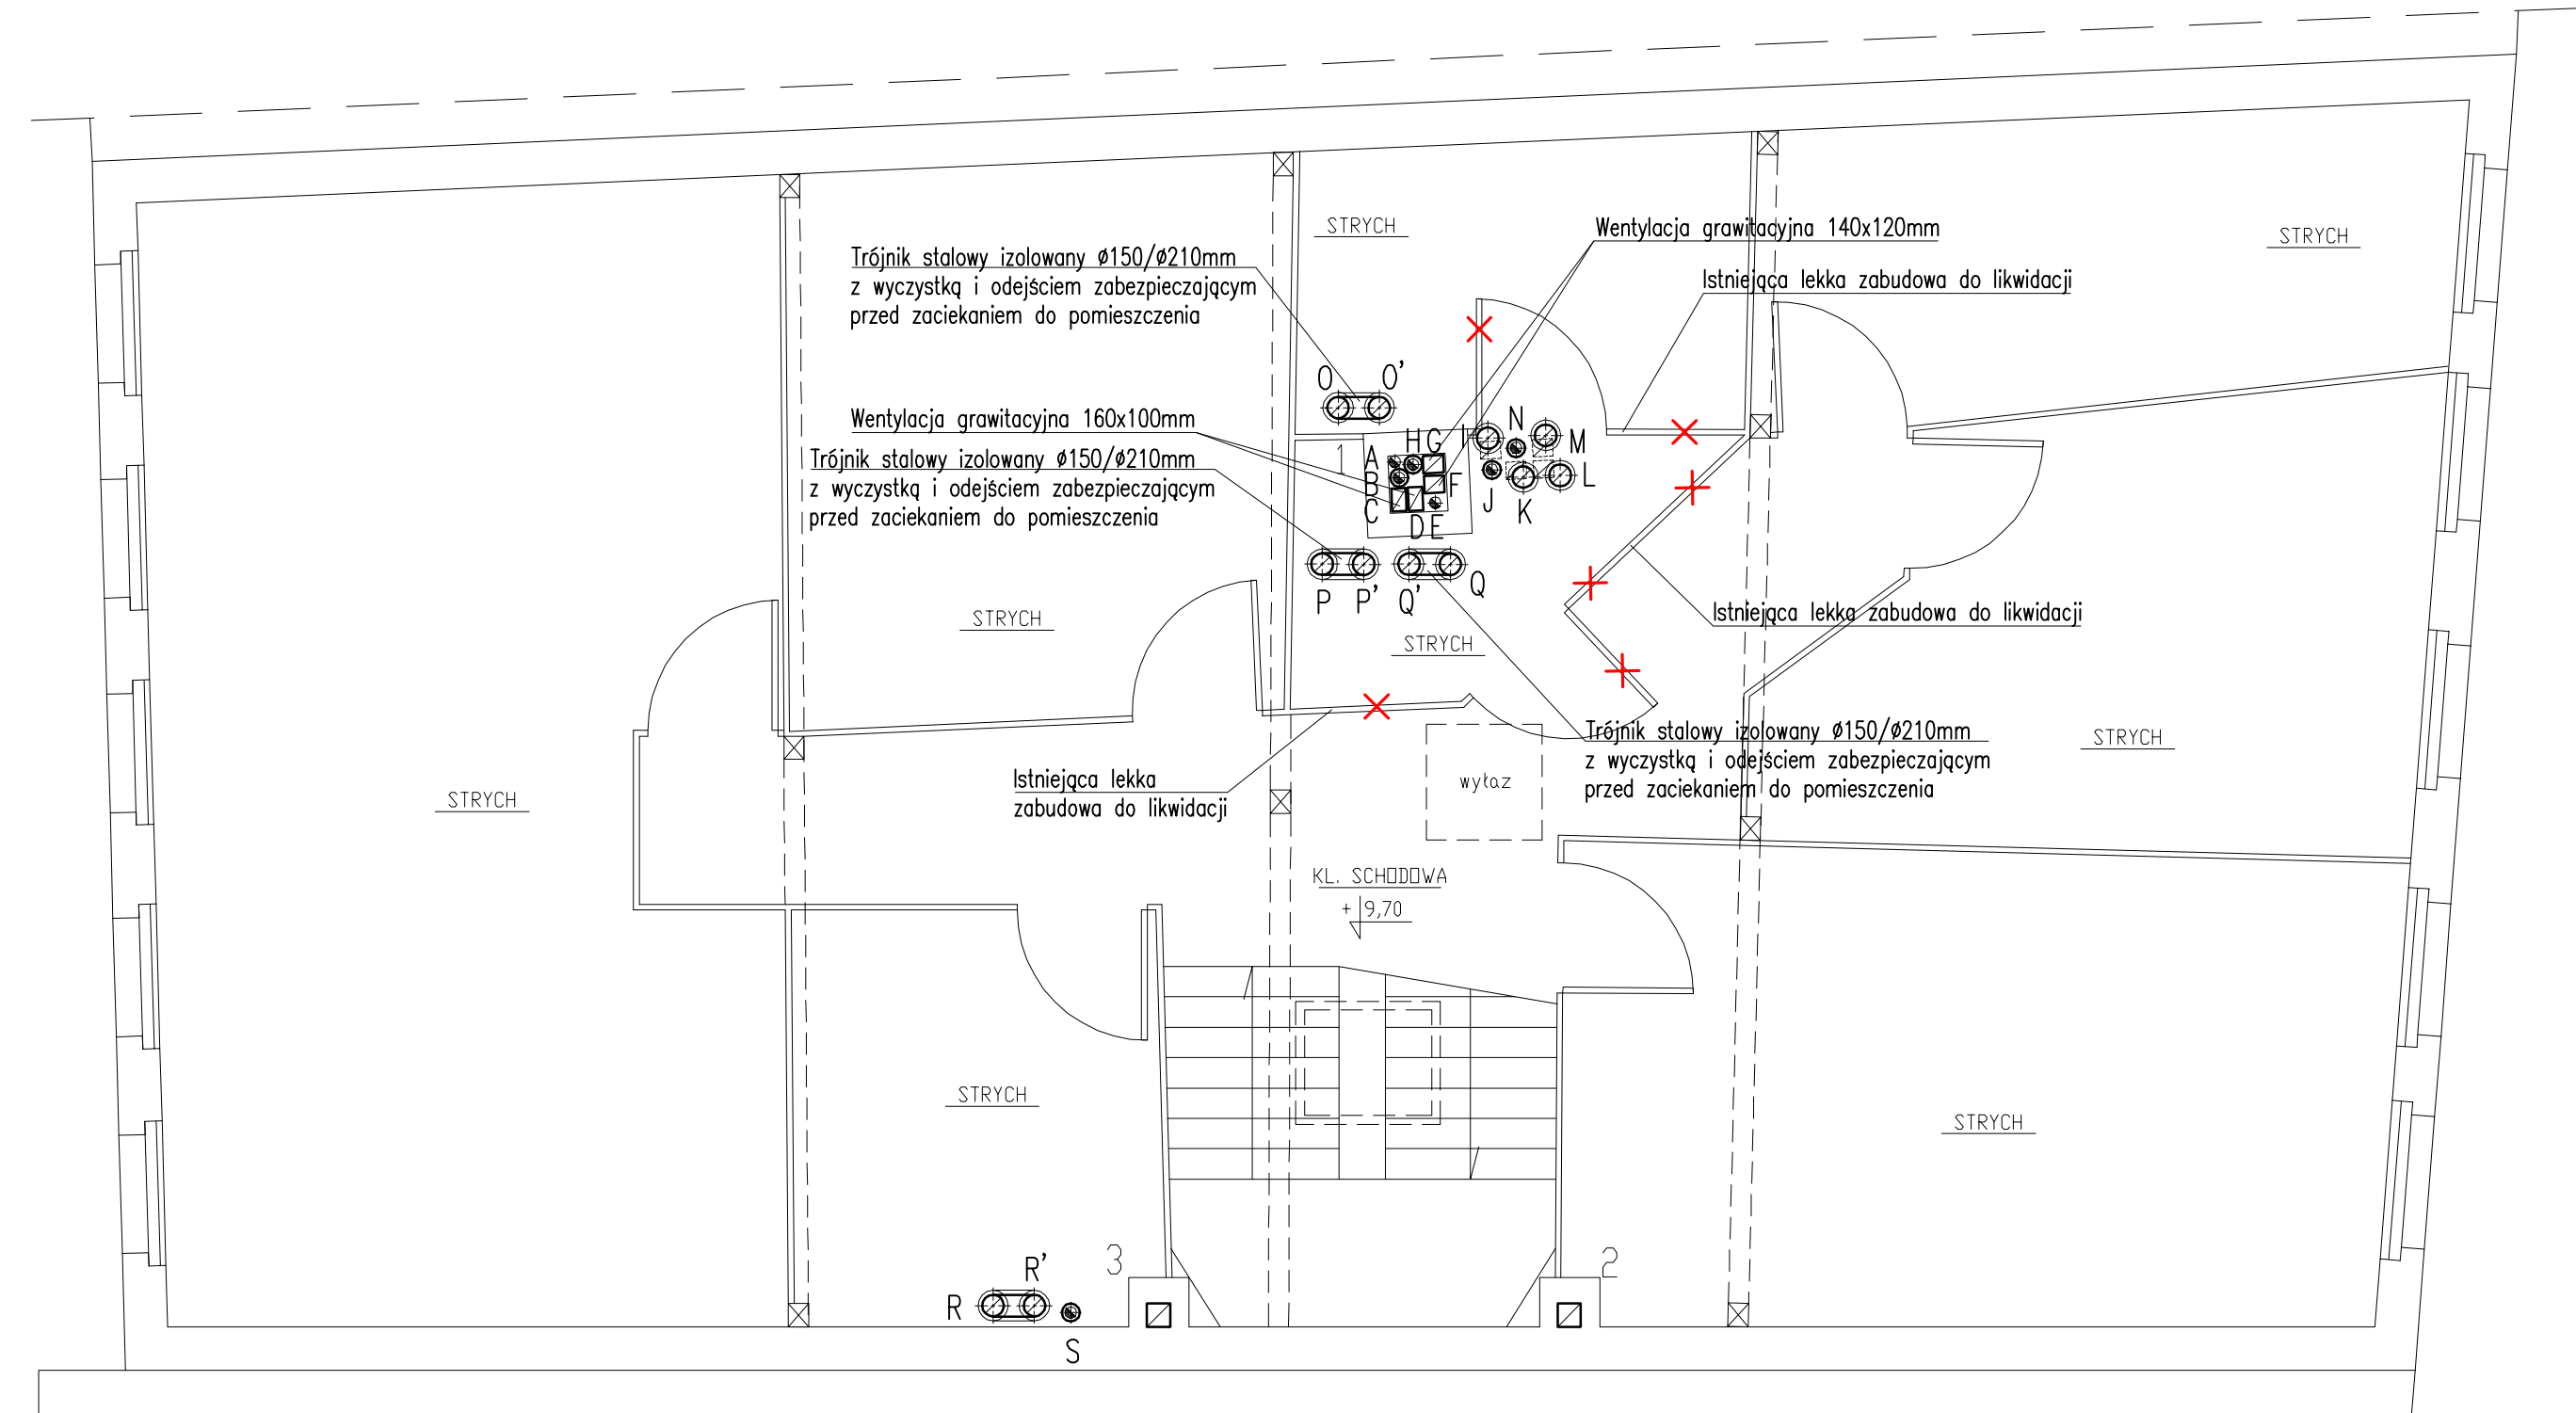 STRYCH
Wentylacja grawitacyjna 140x120mm
STRYCH
Trójnik stalowy izolowany ø150/ø210mm
z wyczystką i odejściem zabezpieczającym
przed zaciekaniem do pomieszczenia
Istniejąca lekka zabudowa do likwidacji
O O'
Wentylacja grawitacyjna 160x100mm
Trójnik stalowy izolowany ø150/ø210mm
z wyczystką i odejściem zabezpieczającym
przed zaciekaniem do pomieszczenia
1
A
B
C
H G
F
D E
I
N
M
J
K
L
P P' Q' Q
STRYCH
STRYCH
Istniejąca lekka zabudowa do likwidacji
Trójnik stalowy izolowany ø150/ø210mm
z wyczystką i odejściem zabezpieczającym
przed zaciekaniem do pomieszczenia
STRYCH
Istniejąca lekka
zabudowa do likwidacji
wyłaz
STRYCH
KL. SCHODOWA
+ 9,70
STRYCH
STRYCH
R R'
S
3
2